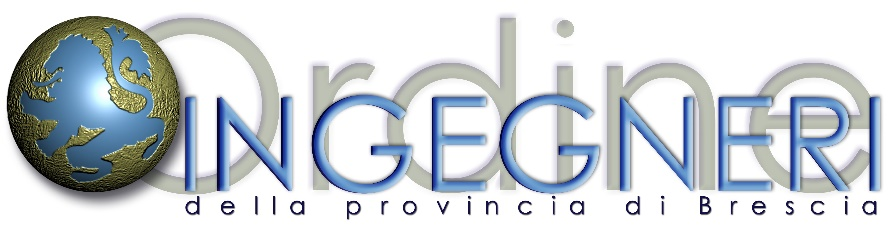 Ordine
INGEGNERI
della provincia di Brescia